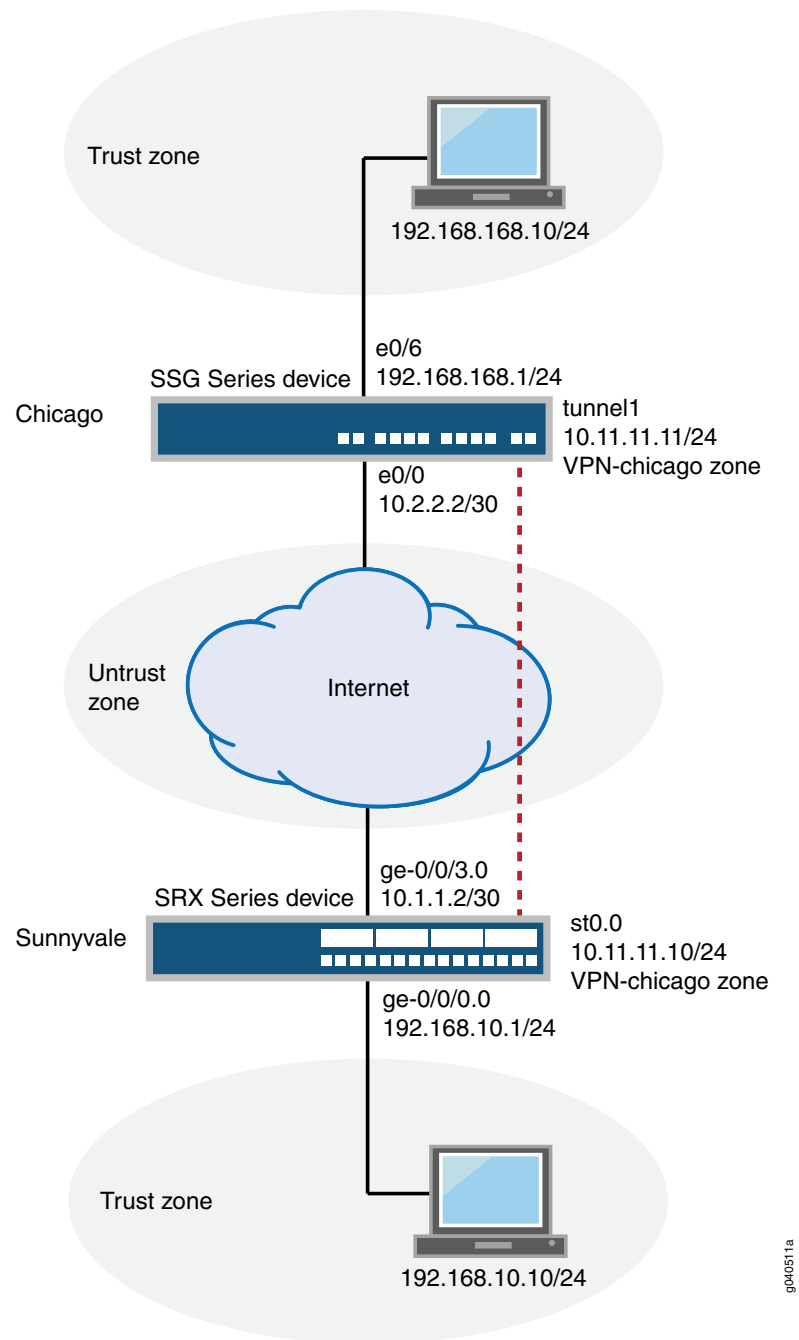 Trust zone
192.168.168.10/24
e0/6
SSG Series device
192.168.168.1/24
Chicago
tunnel1
10.11.11.11/24
VPN-chicago zone
e0/0
10.2.2.2/30
Untrust
zone
Internet
ge-0/0/3.0
SRX Series device
10.1.1.2/30
Sunnyvale
st0.0
10.11.11.10/24
VPN-chicago zone
ge-0/0/0.0
192.168.10.1/24
Trust zone
192.168.10.10/24
g040511a